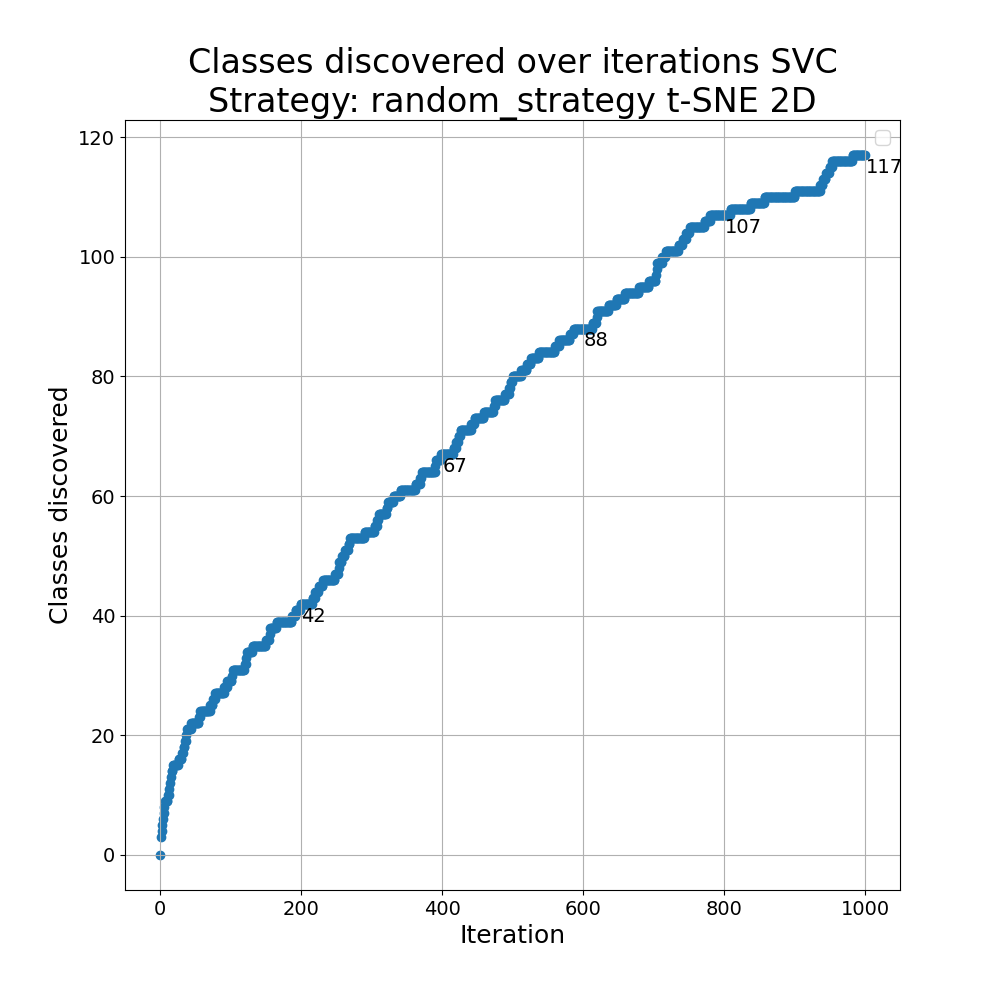 Classes discovered over iterations SVC
Strategy: random_strategy t-SNE 2D
120
100
80
60
40
20
0
Classes discovered
117
107
88
67
42
0 200 400 600 800 1000
Iteration